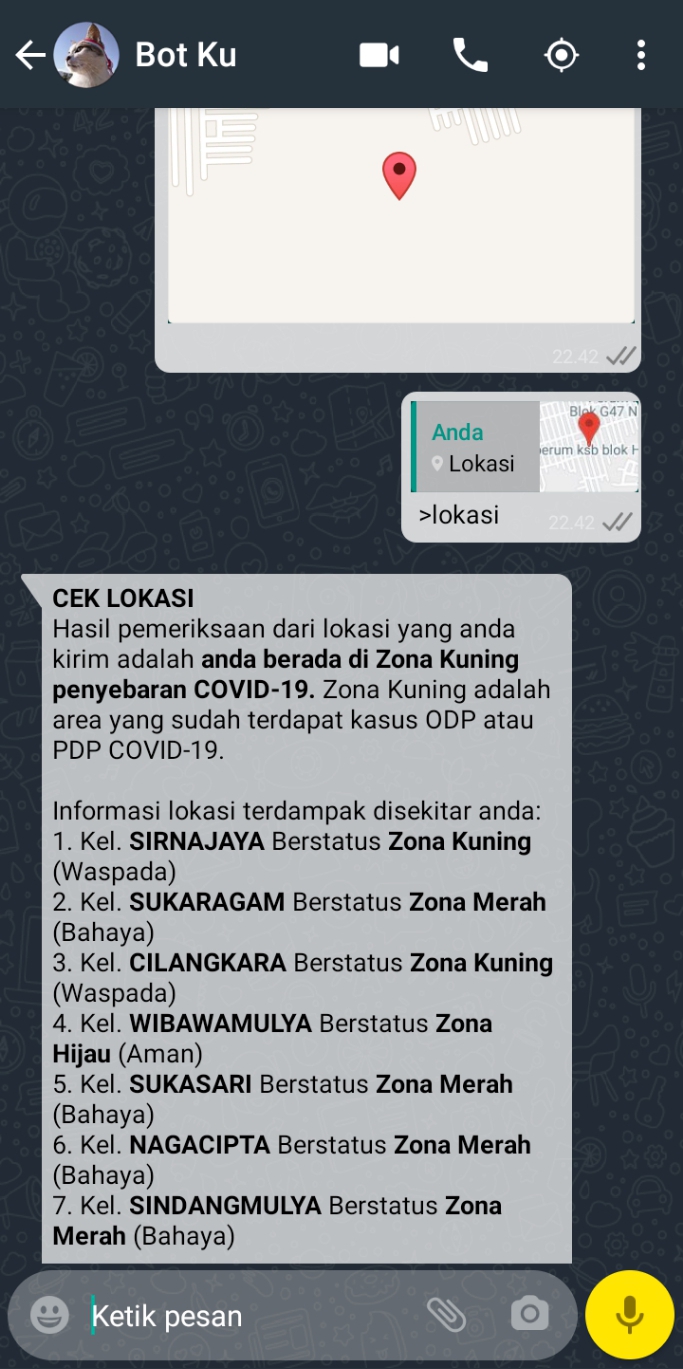 Bot Ku
22.42
Anda
Lokasi
Blok G47 N
erum ksb blok H
>lokasi
22.42
CEK LOKASI
Hasil pemeriksaan dari lokasi yang anda
kirim adalah anda berada di Zona Kuning
penyebaran COVID-19. Zona Kuning adalah
area yang sudah terdapat kasus ODP atau
PDP COVID-19.
Informasi lokasi terdampak disekitar anda:
1. Kel. SIRNAJAYA Berstatus Zona Kuning
(Waspada)
2. Kel. SUKARAGAM Berstatus Zona Merah
(Bahaya)
3. Kel. CILANGKARA Berstatus Zona Kuning
(Waspada)
4. Kel. WIBAWAMULYA Berstatus Zona
Hijau (Aman)
5. Kel. SUKASARI Berstatus Zona Merah
(Bahaya)
6. Kel. NAGACIPTA Berstatus Zona Merah
(Bahaya)
7. Kel. SINDANGMULYA Berstatus Zona
Merah (Bahaya)
Ketik pesan